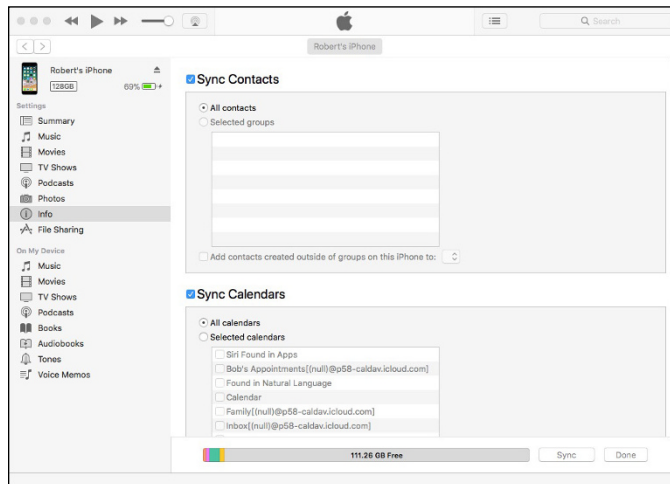 Search
Robert's iPhone
Robert's iPhone
128GB 69%
Settings
Summary
Music
Movies
TV Shows
Podcasts
Photos
Info
File Sharing
On My Device
Music
Movies
TV Shows
Podcasts
Books
Audiobooks
Tones
Voice Memos
Sync Contacts
All contacts
Selected groups
Add contacts created outside of groups on this iPhone to:
Sync Calendars
All calendars
Selected calendars
Siri Found in Apps
Bob's Appointments[(null)@p58-caldav.icloud.com]
Found in Natural Language
Calendar
Family[(null)@p58-caldav.icloud.com]
Inbox[(null)@p58-caldav.icloud.com]
111.26 GB Free
Sync
Done